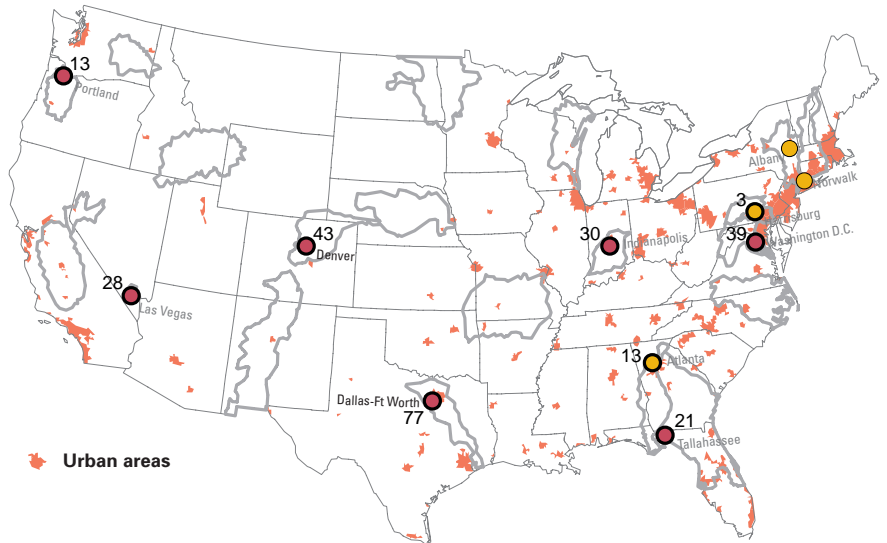 13
Portland
Albany
Norwalk
3
39
Washington D.C.
43
Denver
30
Indianapolis
28
Las Vegas
13
Atlanta
Dallas-Ft Worth
77
21
Tallahassee
Urban areas